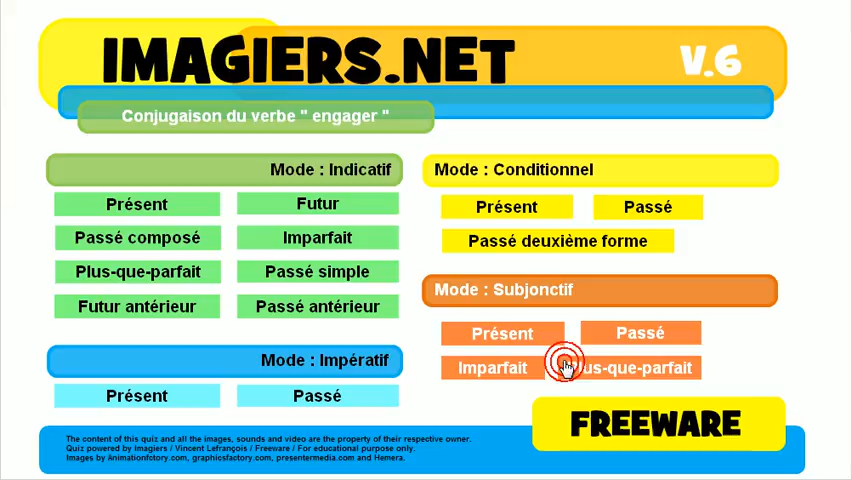 IMAGIERS.NET
V.6
Conjugaison du verbe " engager "
Mode : Indicatif
Présent
Futur
Passé composé
Imparfait
Plus-que-parfait
Passé simple
Futur antérieur
Passé antérieur
Mode : Impératif
Présent
Passé
Mode : Conditionnel
Présent
Passé
Passé deuxième forme
Mode : Subjonctif
Présent
Passé
Imparfait
Plus-que-parfait
FREEWARE
The content of this quiz and all the images, sounds and video are the property of their respective owner.
Quiz powered by Imagiers / Vincent Lefrançois / Freeware / For educational purpose only.
Images by Animationfctory.com, graphicsfactory.com, presentermedia.com and Hemera.